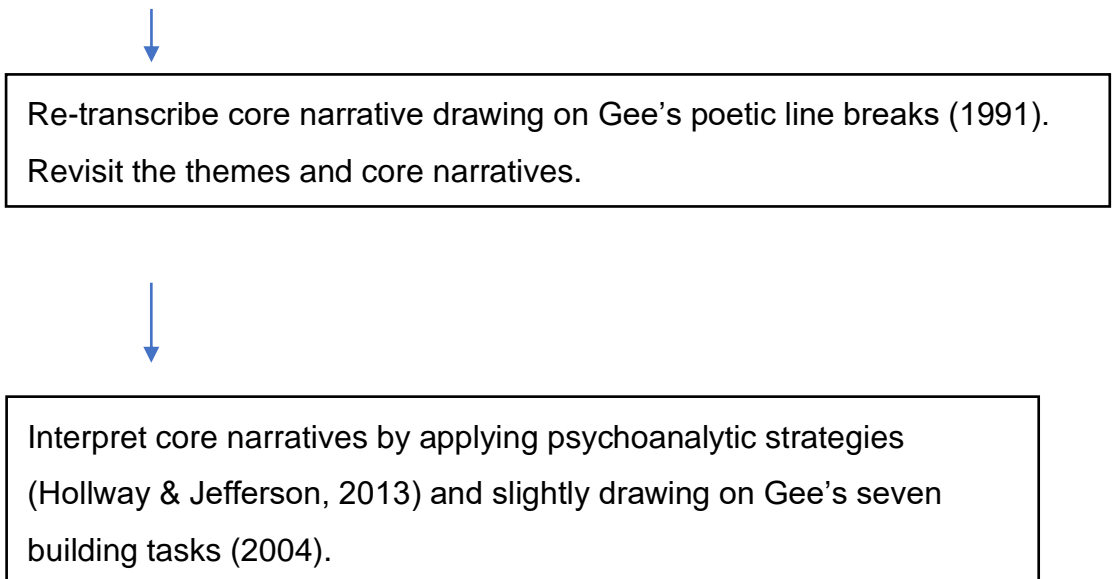 Re-transcribe core narrative drawing on Gee’s poetic line breaks (1991).
Revisit the themes and core narratives.
Interpret core narratives by applying psychoanalytic strategies
(Hollway & Jefferson, 2013) and slightly drawing on Gee’s seven
building tasks (2004).